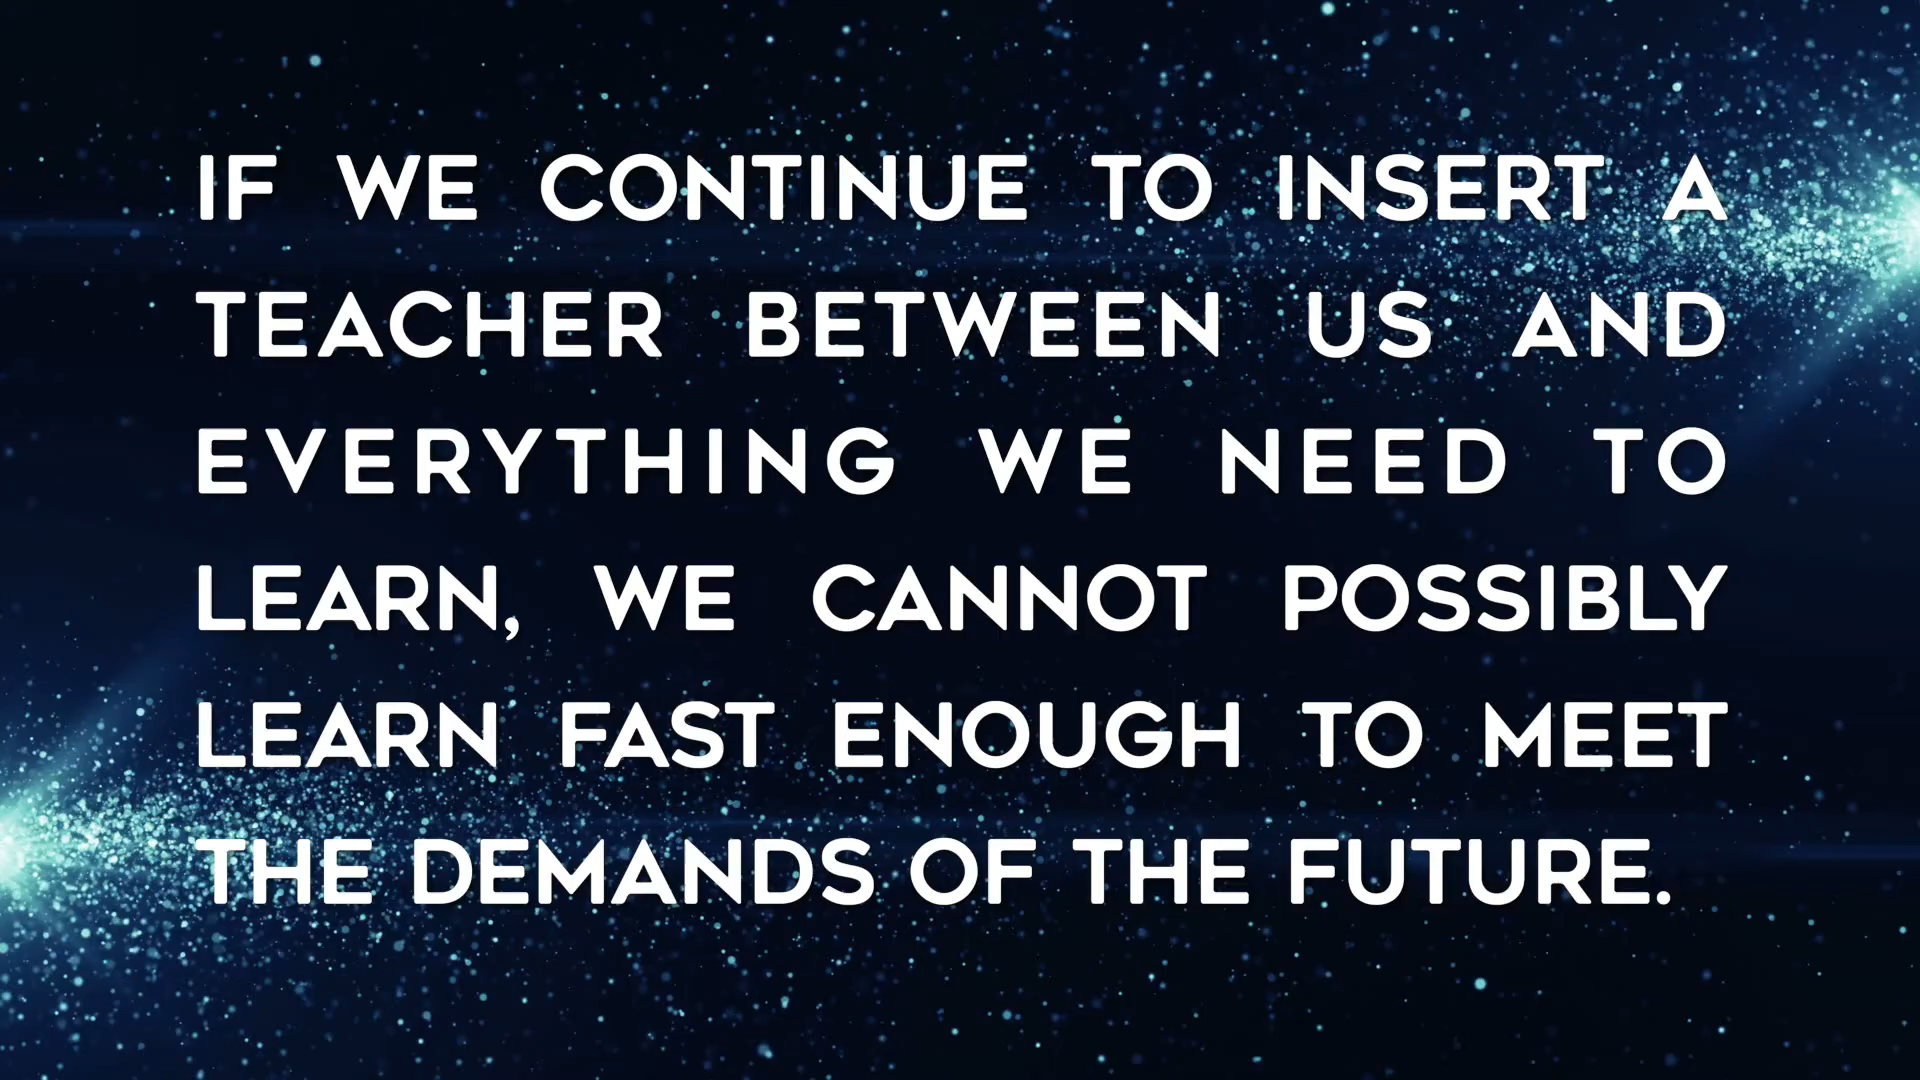 IF WE CONTINUE TO INSERT A
TEACHER BETWEEN US AND
EVERYTHING WE NEED TO
LEARN, WE CANNOT POSSIBLY
LEARN FAST ENOUGH TO MEET
THE DEMANDS OF THE FUTURE.